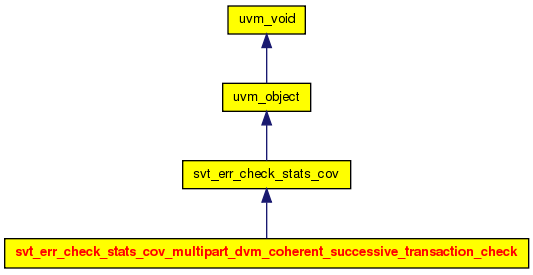 uvm_void
uvm_object
svt_err_check_stats_cov
svt_err_check_stats_cov_multipart_dvm_coherent_successive_transaction_check